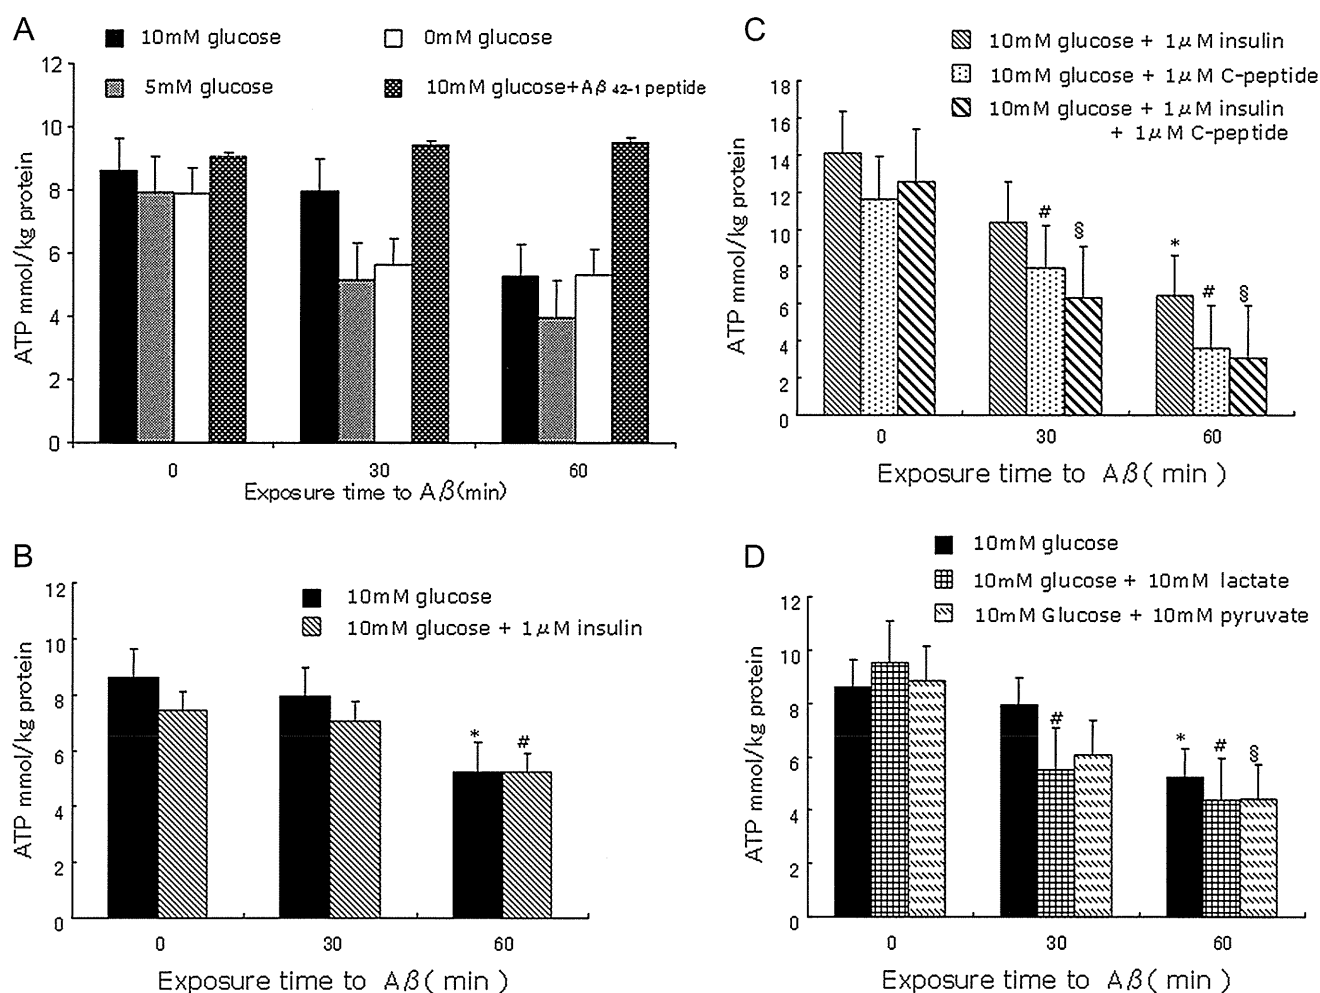 A
10mM glucose
0mM glucose
5mM glucose
10mM glucose+Aβ 42-1 peptide
ATP mmol/kg protein
12
10
8
6
4
2
0
0 30 60
Exposure time to Aβ(min)
B
10mM glucose
10mM glucose + 1μM insulin
ATP mmol/kg protein
12
10
8
6
4
2
0
* #
0 30 60
Exposure time to Aβ( min )
C
10mM glucose + 1μM insulin
10mM glucose + 1μM C-peptide
10mM glucose + 1μM insulin
+ 1μM C-peptide
ATP mmol/kg protein
18
16
14
12
10
8
6
4
2
0
# § * # §
0 30 60
Exposure time to Aβ( min )
D
10mM glucose
10mM glucose + 10mM lactate
10mM Glucose + 10mM pyruvate
ATP mmol/kg protein
12
10
8
6
4
2
0
# * # §
0 30 60
Exposure time to Aβ( min )